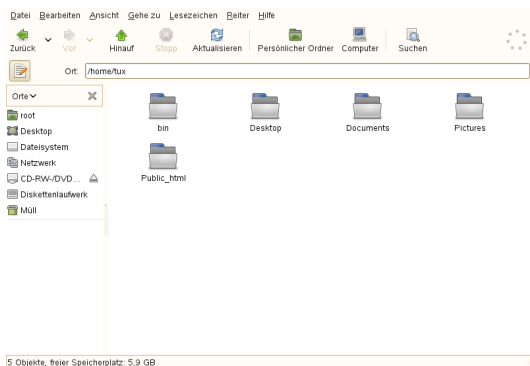 Datei Bearbeiten Ansicht Gehe zu Lesezeichen Reiter Hilfe
Zurück Vor Hinauf Stopp Aktualisieren Persönlicher Ordner Computer Suchen
Ort: /home/tux
Orte
root
Desktop
Dateisystem
Netzwerk
CD-RW-/DVD...
Diskettenlaufwerk
Müll
bin Desktop Documents Pictures
Public_html
5 Objekte, freier Speicherplatz: 5,9 GB